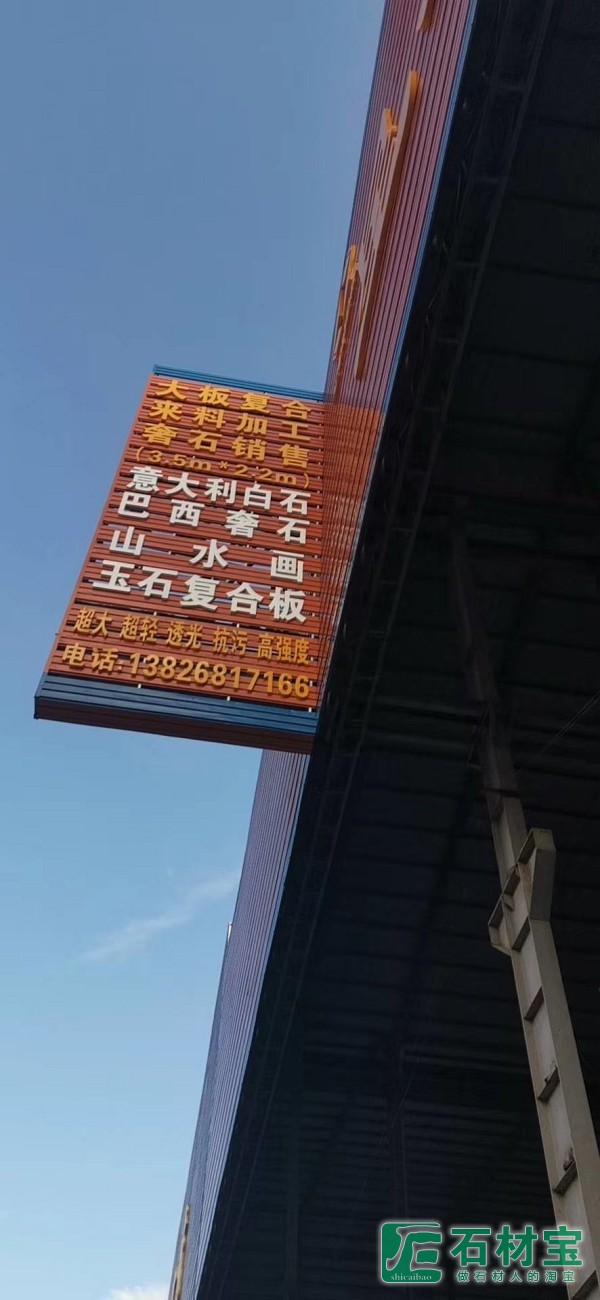 大板复合
来料加工
奢石销售
(3.5m*2.2m)
意大利白石
巴西奢石
山水画
玉石复合板
超大 超轻 透光 抗污 高强度
电话:13826817166
石材宝
shicaibao
做石材人的淘宝